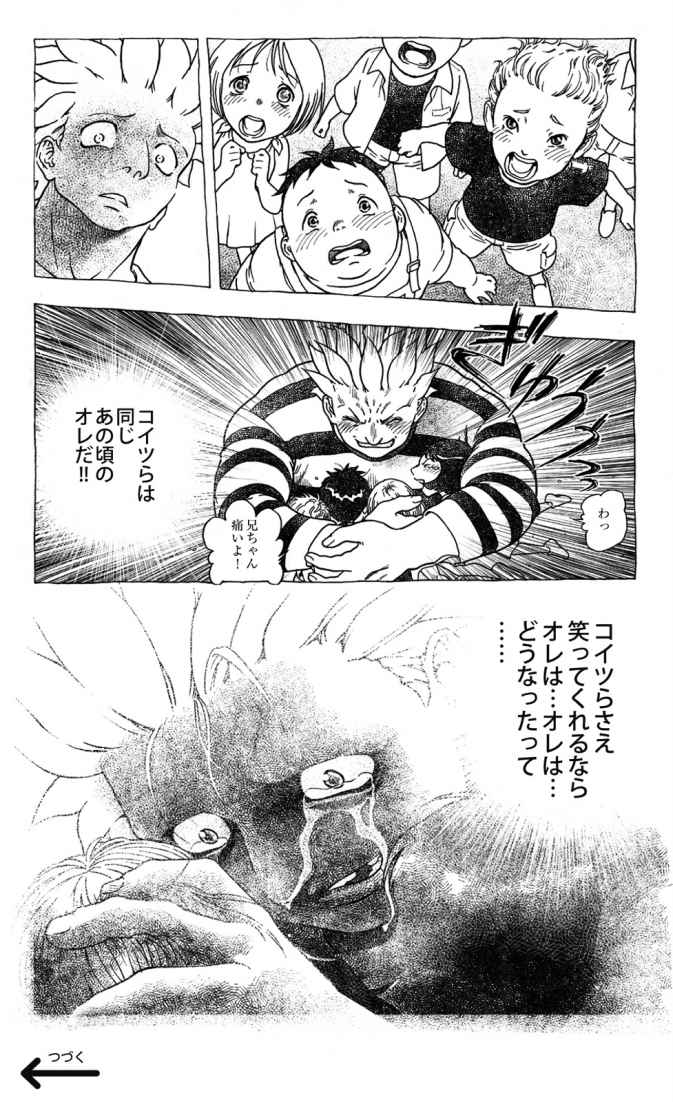 ぎゅうぅ
わっ
コイツらは
同じ
あの頃の
オレだ!!
兄ちゃん
痛いよ!
コイツらさえ
笑ってくれるなら
オレは…オレは…
どうなったって
……
つづく